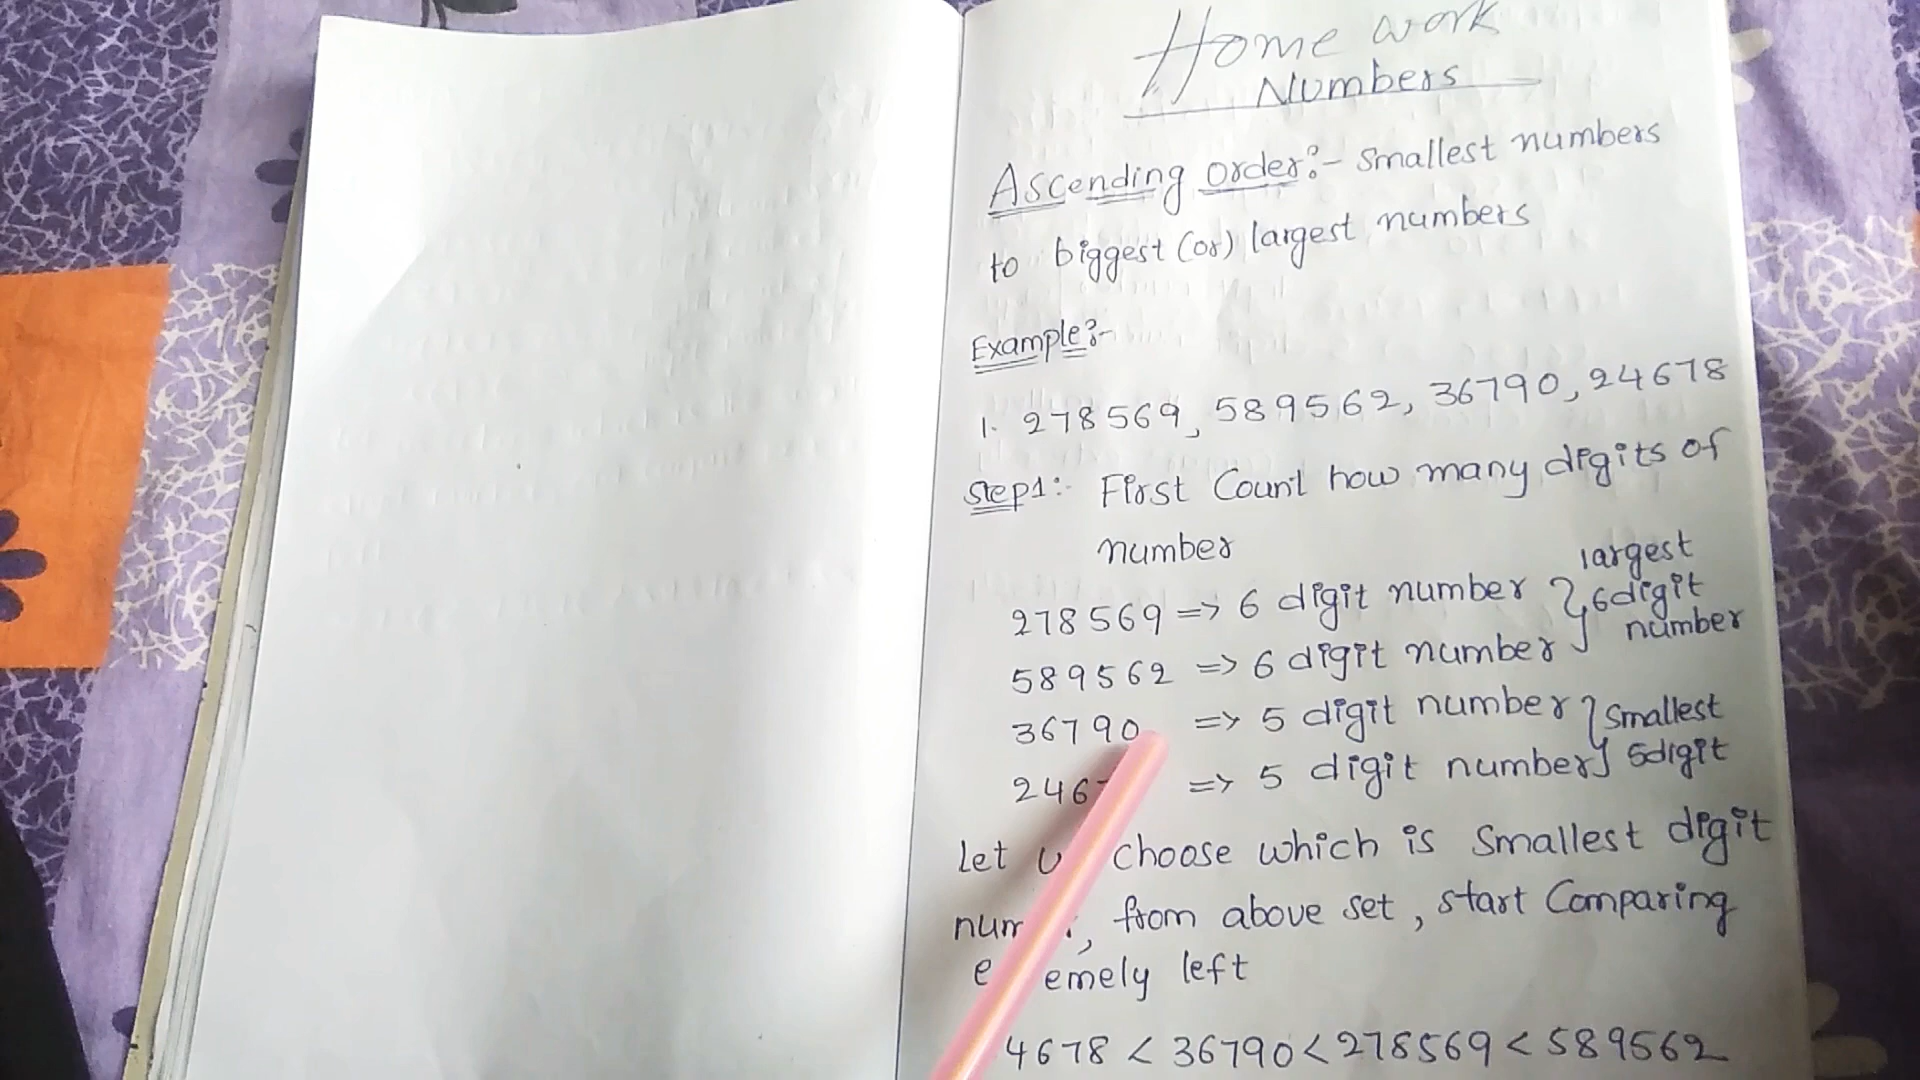 Home work
Numbers
Ascending order:- smallest numbers
to biggest (or) largest numbers
Example:-
1. 278569, 589562, 36790, 24678
Step1:- First Count how many digits of
number
278569 => 6 digit number } largest 6digit number
589562 => 6 digit number
36790 => 5 digit number } smallest 5digit
246 => 5 digit number
Let choose which is smallest digit
from above set, start Comparing
left
4678 < 36790 < 278569 < 589562